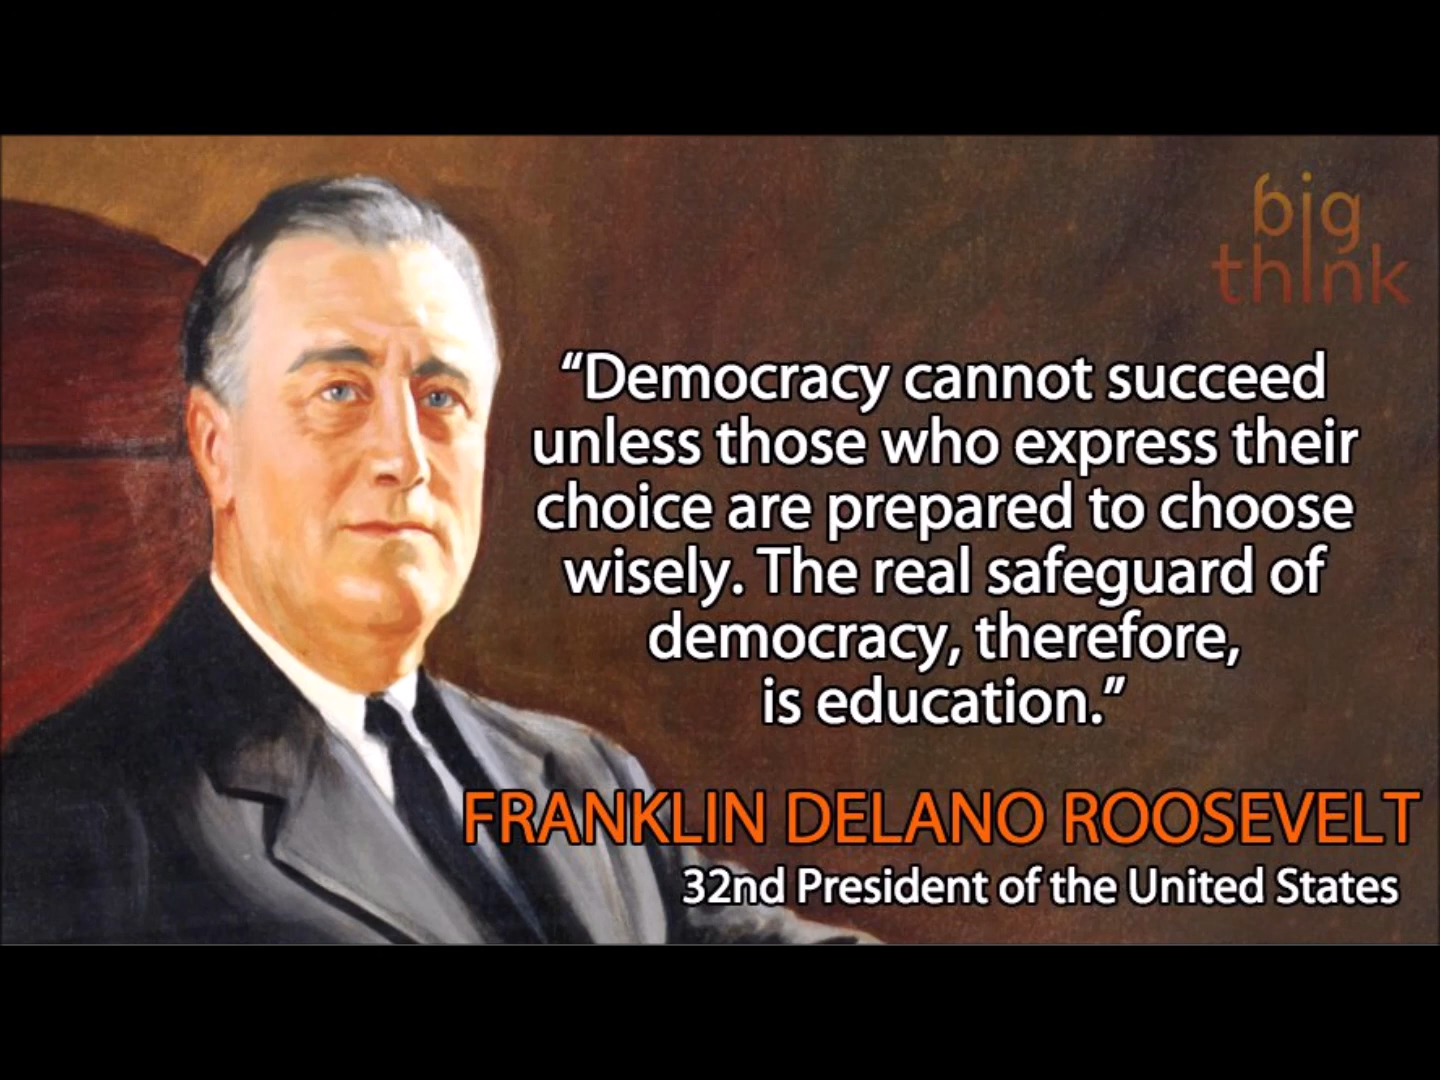 big
think
“Democracy cannot succeed
unless those who express their
choice are prepared to choose
wisely. The real safeguard of
democracy, therefore,
is education.”
FRANKLIN DELANO ROOSEVELT
32nd President of the United States